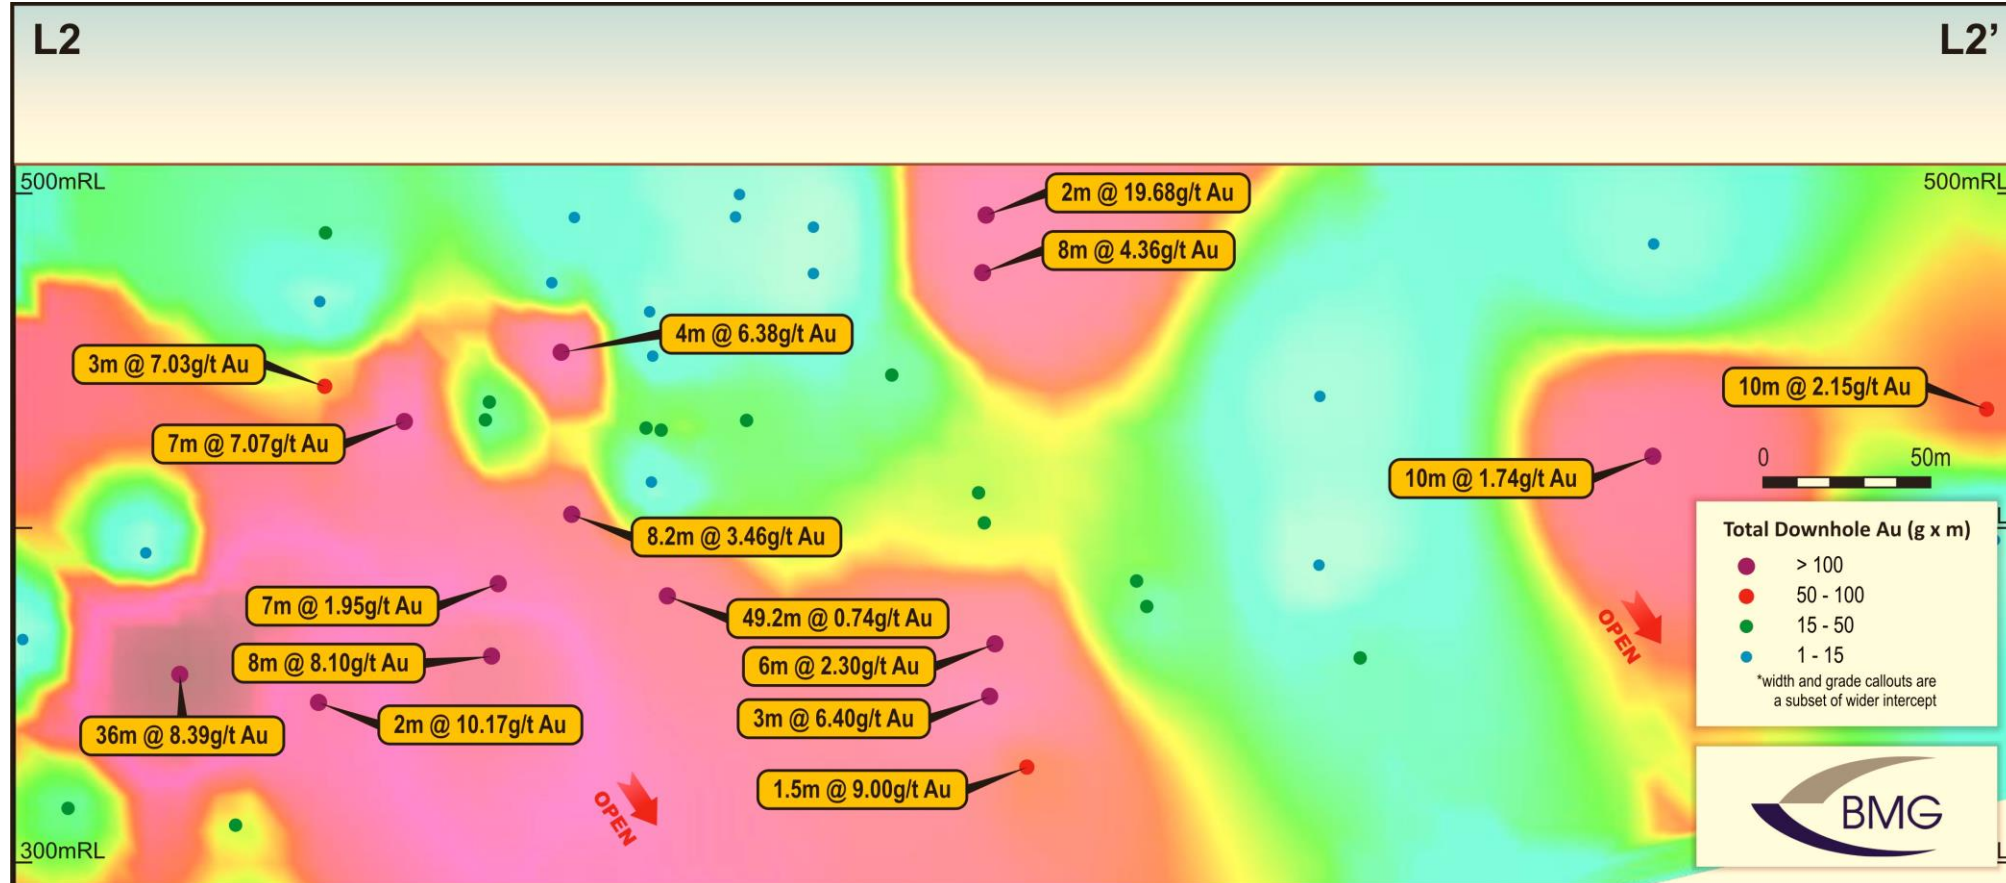 L2
L2’
500mRL
500mRL
2m @ 19.68g/t Au
8m @ 4.36g/t Au
4m @ 6.38g/t Au
3m @ 7.03g/t Au
10m @ 2.15g/t Au
7m @ 7.07g/t Au
10m @ 1.74g/t Au
0 50m
8.2m @ 3.46g/t Au
Total Downhole Au (g x m)
> 100
50 - 100
15 - 50
1 - 15
*width and grade callouts are
a subset of wider intercept
7m @ 1.95g/t Au
49.2m @ 0.74g/t Au
OPEN
8m @ 8.10g/t Au
6m @ 2.30g/t Au
36m @ 8.39g/t Au
2m @ 10.17g/t Au
3m @ 6.40g/t Au
1.5m @ 9.00g/t Au
OPEN
BMG
300mRL